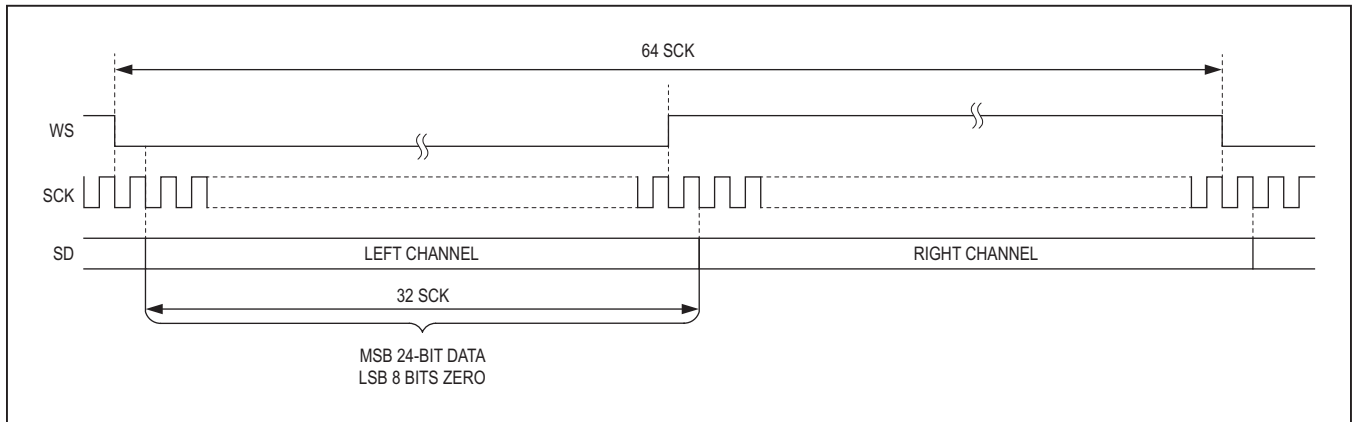 64 SCK
WS
SCK
SD
LEFT CHANNEL
RIGHT CHANNEL
32 SCK
MSB 24-BIT DATA
LSB 8 BITS ZERO